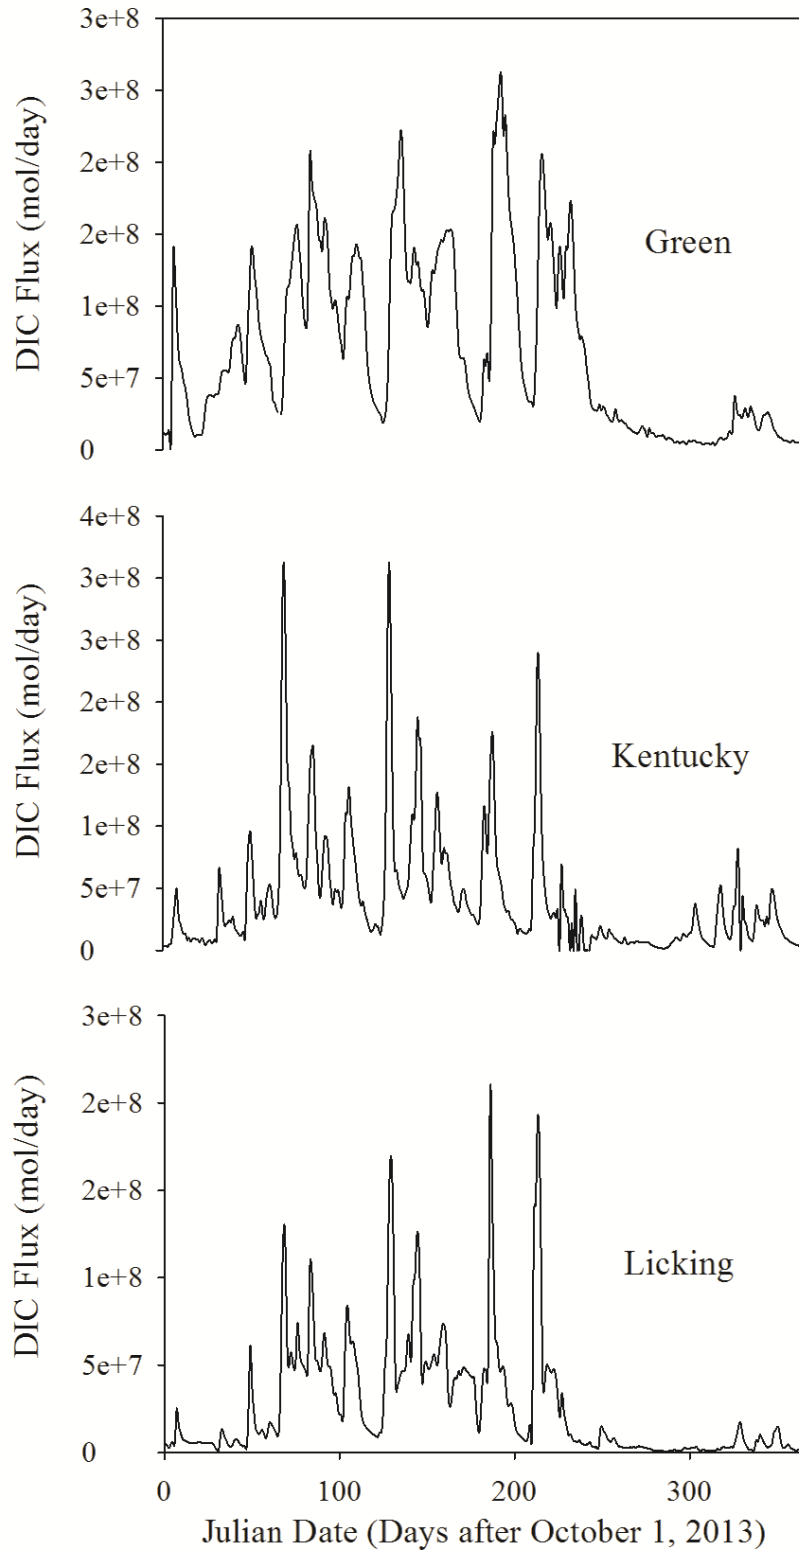 3e+8
3e+8
2e+8
2e+8
1e+8
5e+7
0
DIC Flux (mol/day)
Green
4e+8
3e+8
3e+8
2e+8
2e+8
1e+8
5e+7
0
DIC Flux (mol/day)
Kentucky
3e+8
2e+8
2e+8
1e+8
5e+7
0
DIC Flux (mol/day)
Licking
0 100 200 300
Julian Date (Days after October 1, 2013)